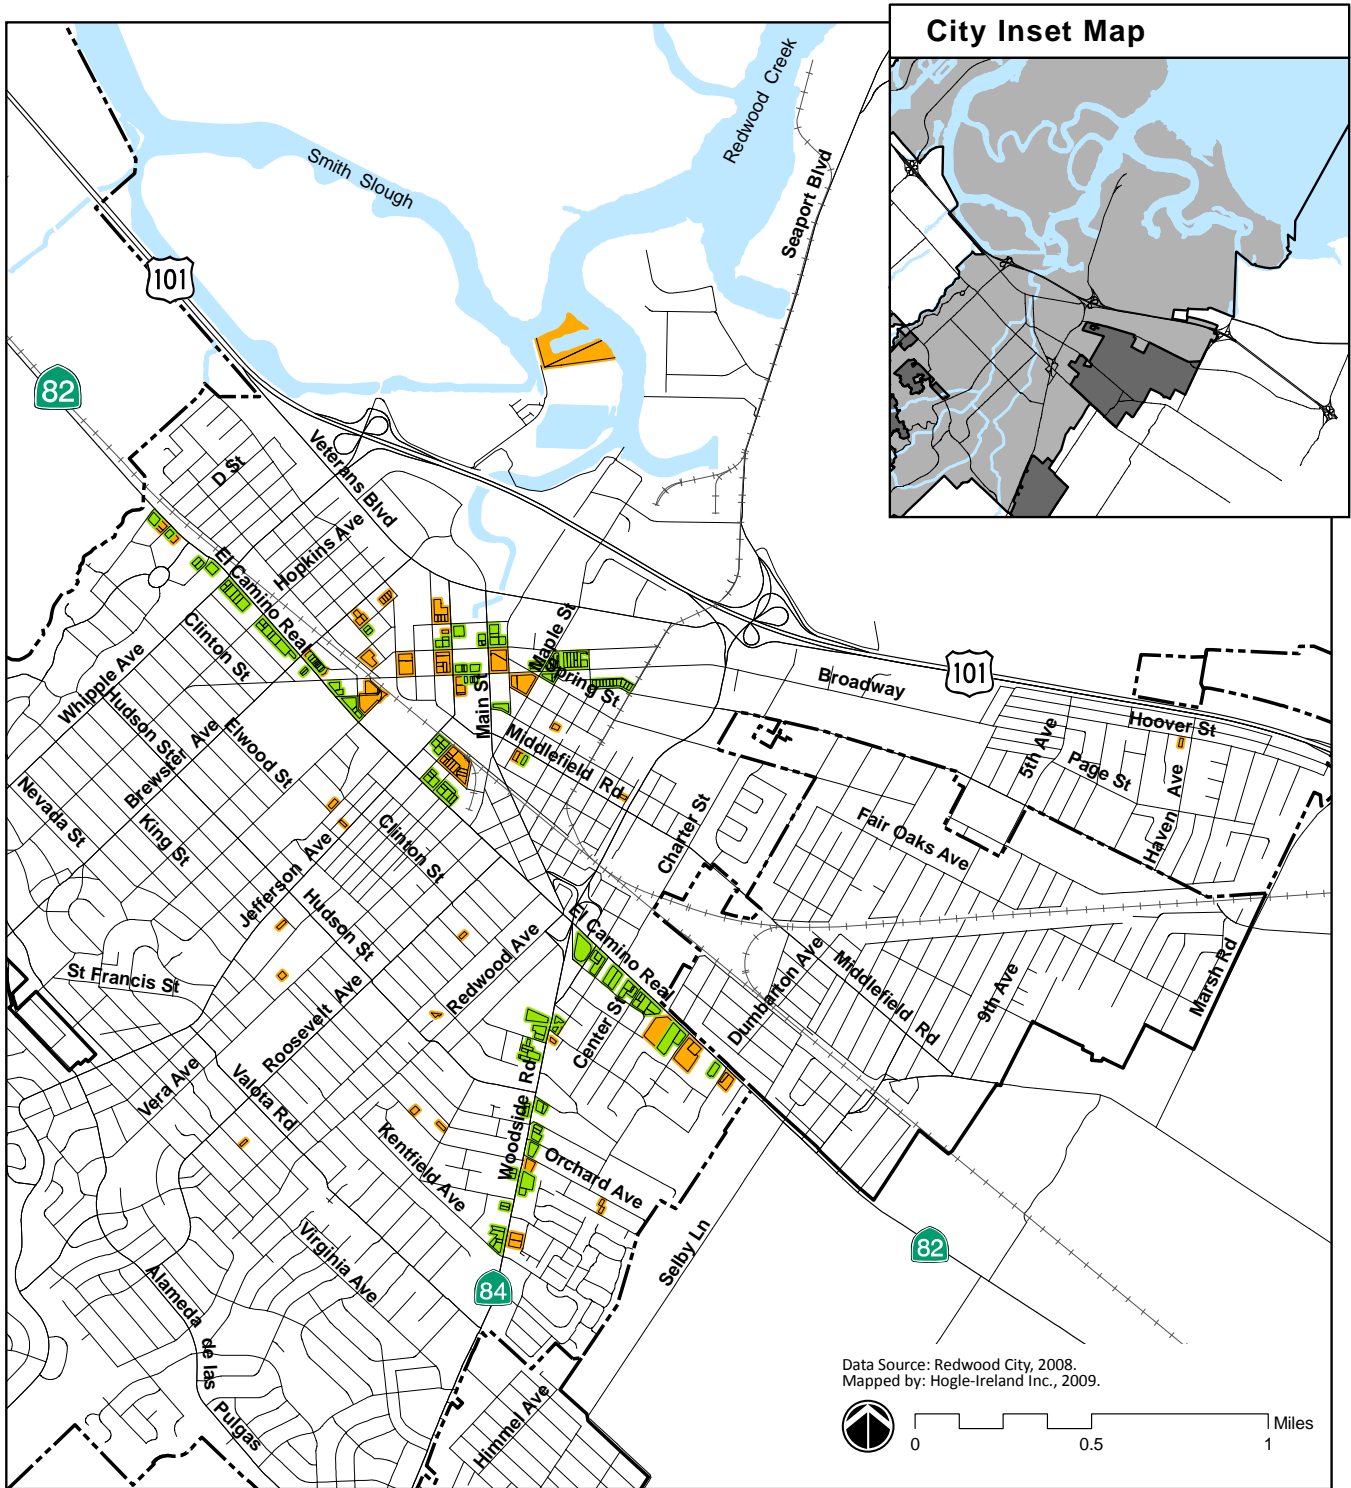 City Inset Map
Redwood Creek
Smith Slough
Seaport Blvd
101
82
Veterans Blvd
D St
Hopkins Ave
El Camino Real
Maple St
Clinton St
Spring St
Whipple Ave
Main St
Broadway
101
Hudson St
Elwood St
Middlefield Rd
Hoover St
5th Ave
Page St
Brewster Ave
Haven Ave
Nevada St
King St
Clinton St
Charter St
Fair Oaks Ave
Jefferson Ave
Hudson St
El Camino Real
Redwood Ave
St Francis St
Dumbarton Ave
Middlefield Rd
9th Ave
Marsh Rd
Roosevelt Ave
Center St
Vera Ave
Valota Rd
Woodside Rd
Kentfield Ave
Orchard Ave
Virginia Ave
Selby Ln
82
84
Alameda de las Pulgas
Himmel Ave
Data Source: Redwood City, 2008.
Mapped by: Hogle-Ireland Inc., 2009.
Miles
0 0.5 1